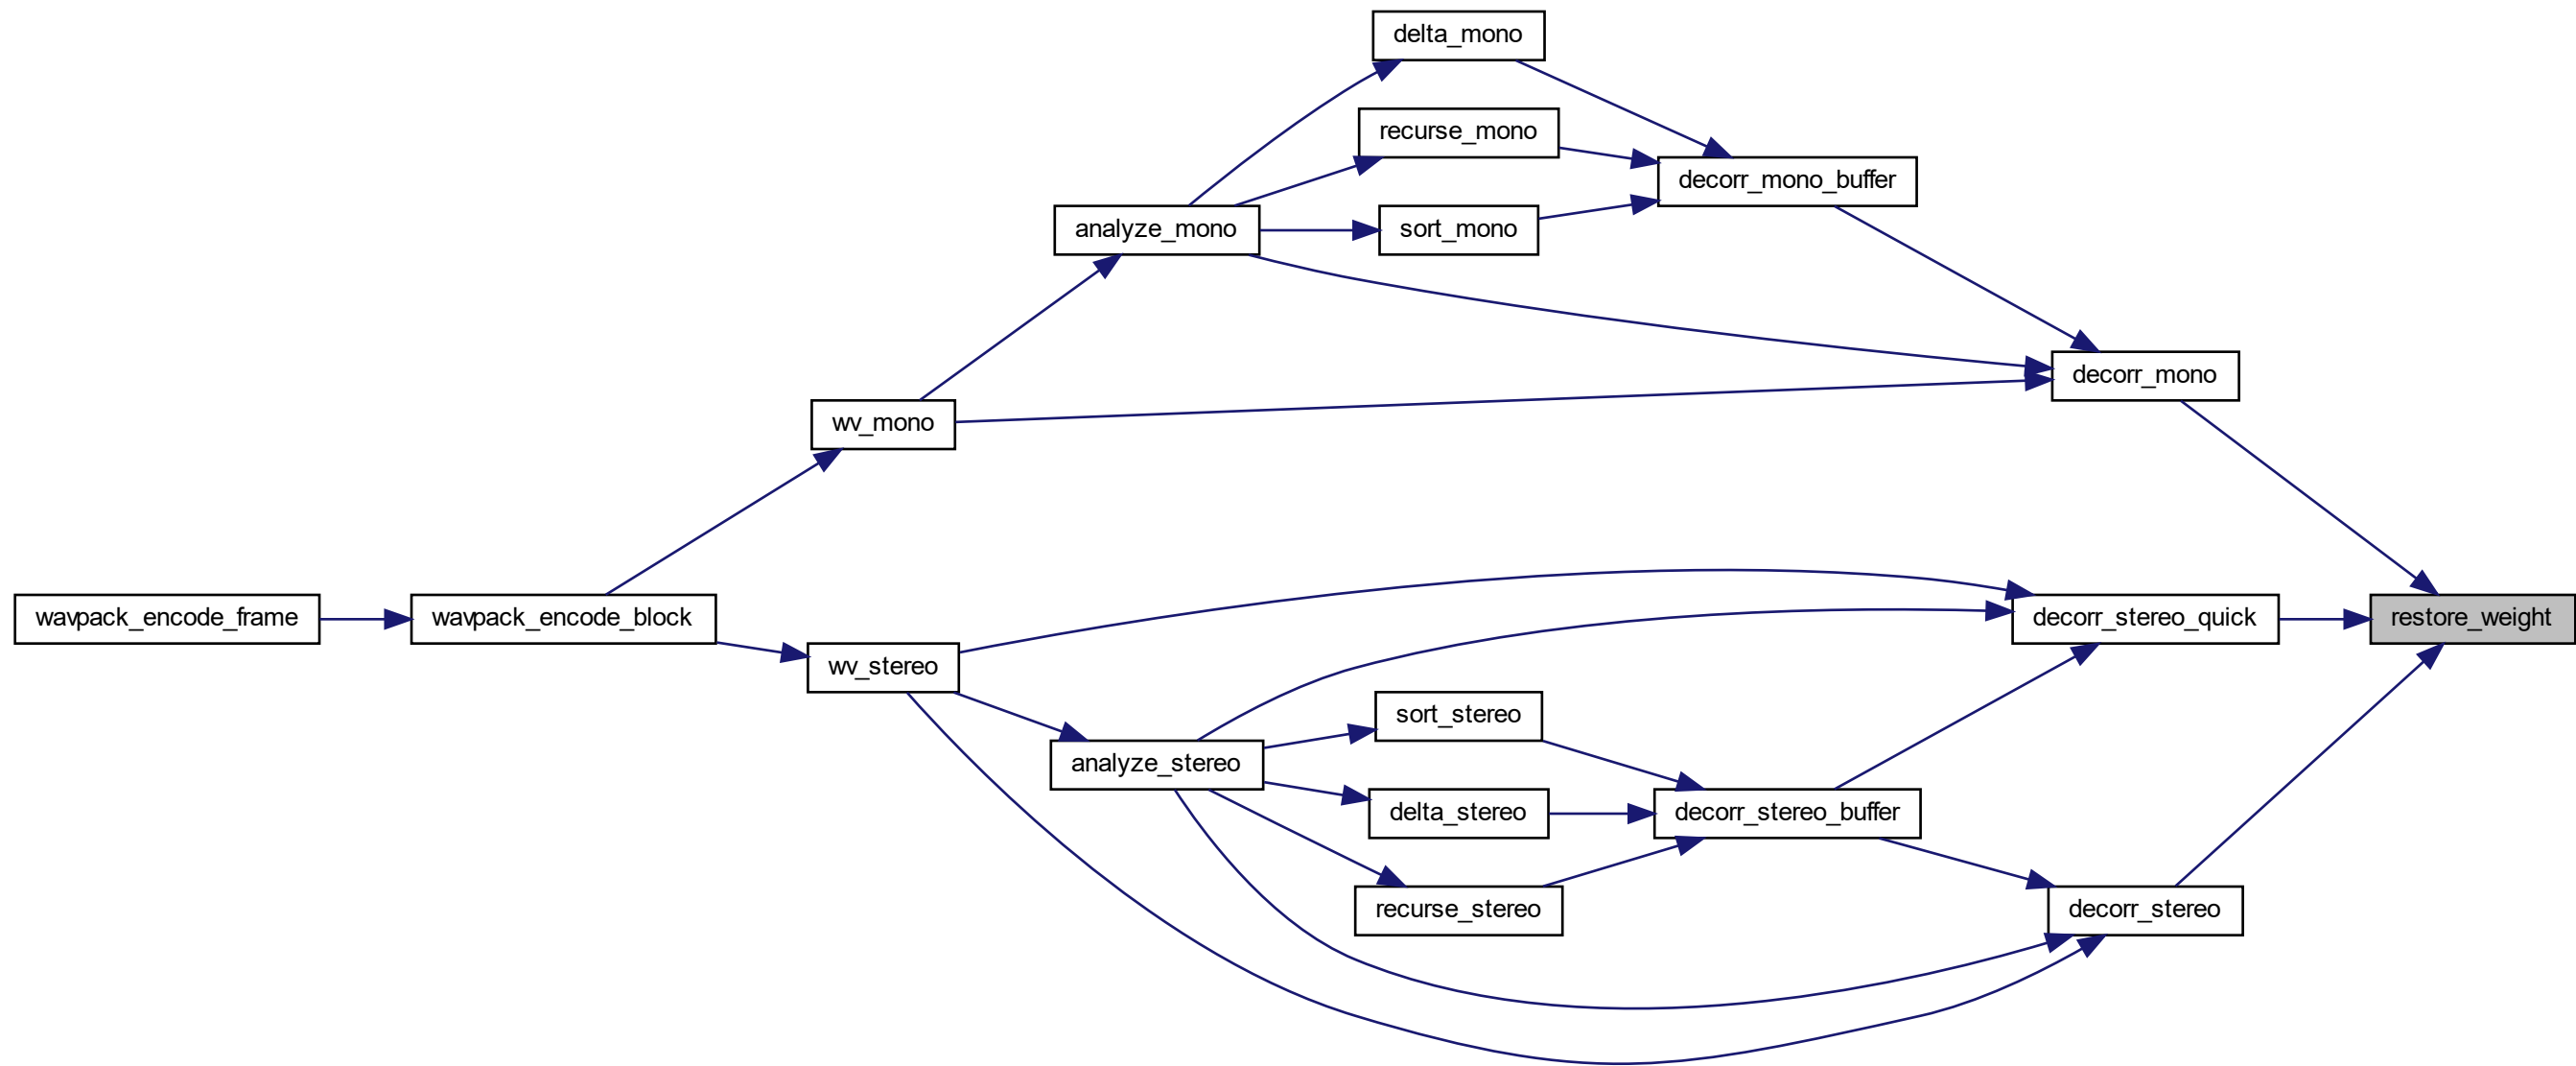 delta_mono
recurse_mono
decorr_mono_buffer
analyze_mono
sort_mono
decorr_mono
wv_mono
wavpack_encode_frame
wavpack_encode_block
decorr_stereo_quick
restore_weight
wv_stereo
sort_stereo
analyze_stereo
delta_stereo
decorr_stereo_buffer
recurse_stereo
decorr_stereo